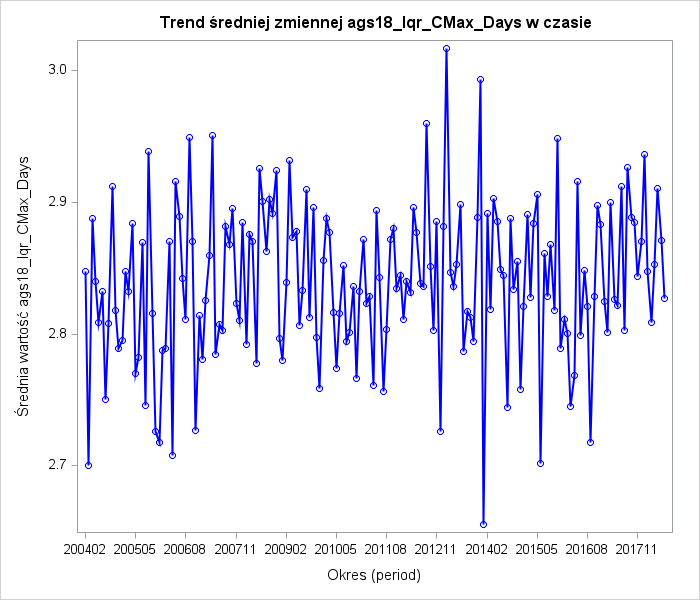 Trend średniej zmiennej ags18_Iqr_CMax_Days w czasie
Średnia wartość ags18_Iqr_CMax_Days
3.0
2.9
2.8
2.7
200402 200505 200608 200711 200902 201005 201108 201211 201402 201505 201608 201711
Okres (period)